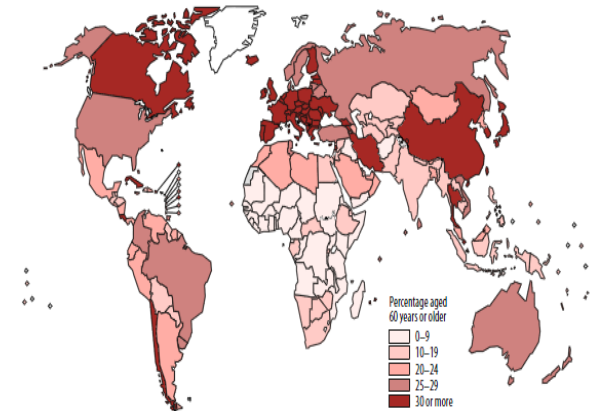 Percentage aged
60 years or older
0–9
10–19
20–24
25–29
30 or more